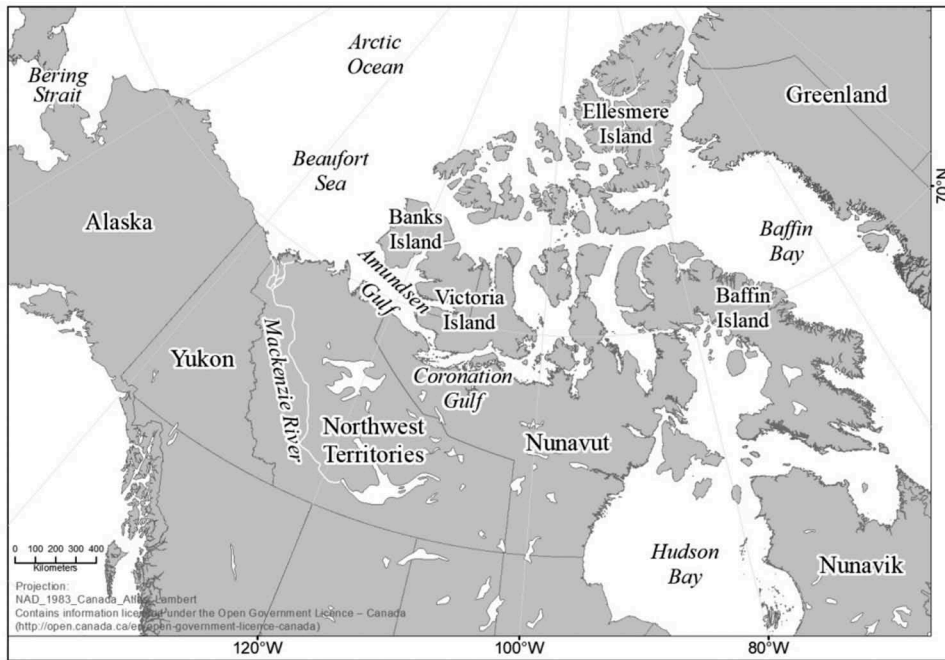 Arctic
Ocean
Bering
Strait
Greenland
Ellesmere
Island
Beaufort
Sea
70°N
Alaska
Banks
Island
Baffin
Bay
Amundsen
Gulf
Victoria
Island
Baffin
Island
Yukon
Mackenzie River
Coronation
Gulf
Northwest
Territories
Nunavut
Hudson
Bay
Nunavik
0 100 200 300 400
Kilometers
Projection:
NAD_1983_Canada_Atlas_Lambert
Contains information licensed under the Open Government Licence – Canada
(http://open.canada.ca/en/open-government-licence-canada)
120°W
100°W
80°W